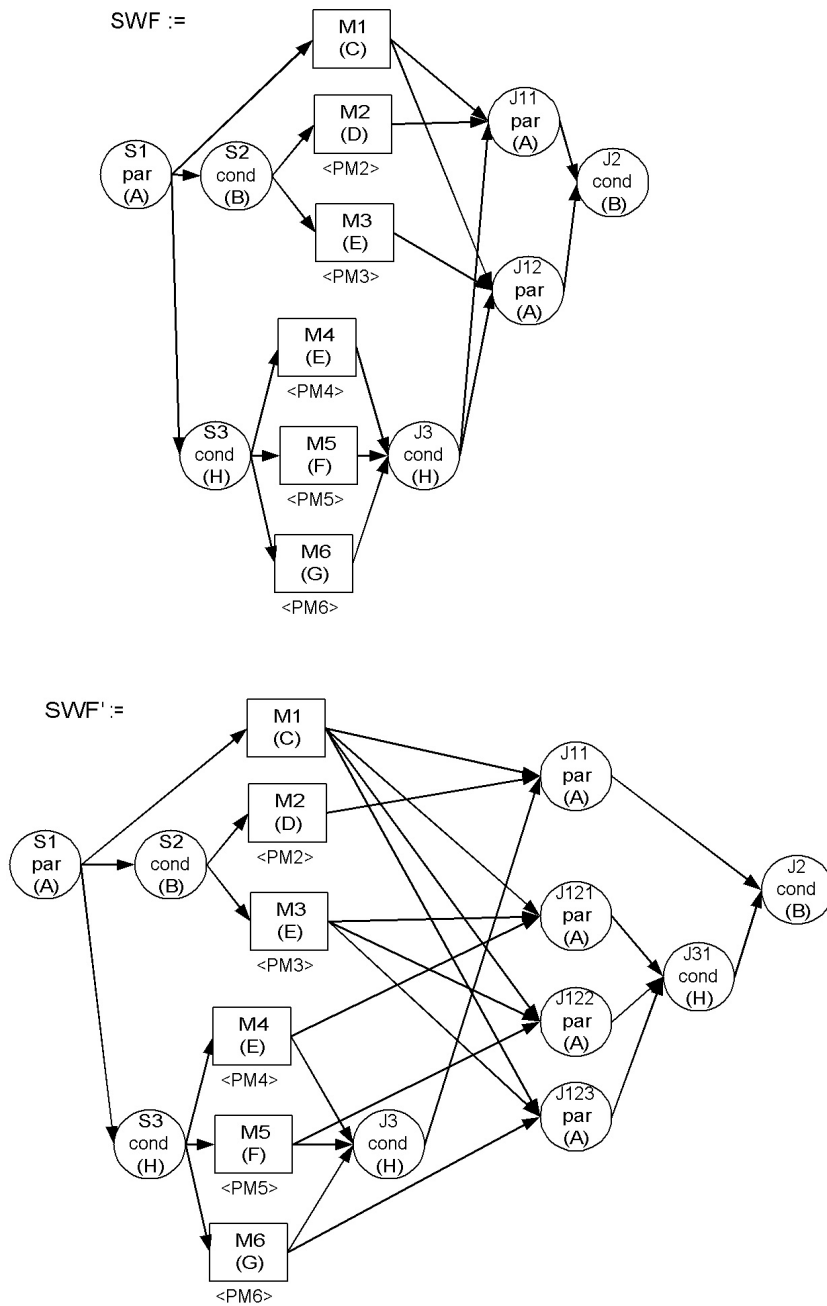 SWF :=
M1
(C)
M2
(D)
<PM2>
M3
(E)
<PM3>
S1
par
(A)
S2
cond
(B)
J11
par
(A)
J2
cond
(B)
J12
par
(A)
M4
(E)
<PM4>
S3
cond
(H)
M5
(F)
<PM5>
J3
cond
(H)
M6
(G)
<PM6>
SWF' :=
M1
(C)
M2
(D)
<PM2>
M3
(E)
<PM3>
S1
par
(A)
S2
cond
(B)
J11
par
(A)
J2
cond
(B)
J121
par
(A)
J31
cond
(H)
J122
par
(A)
J123
par
(A)
M4
(E)
<PM4>
S3
cond
(H)
M5
(F)
<PM5>
J3
cond
(H)
M6
(G)
<PM6>